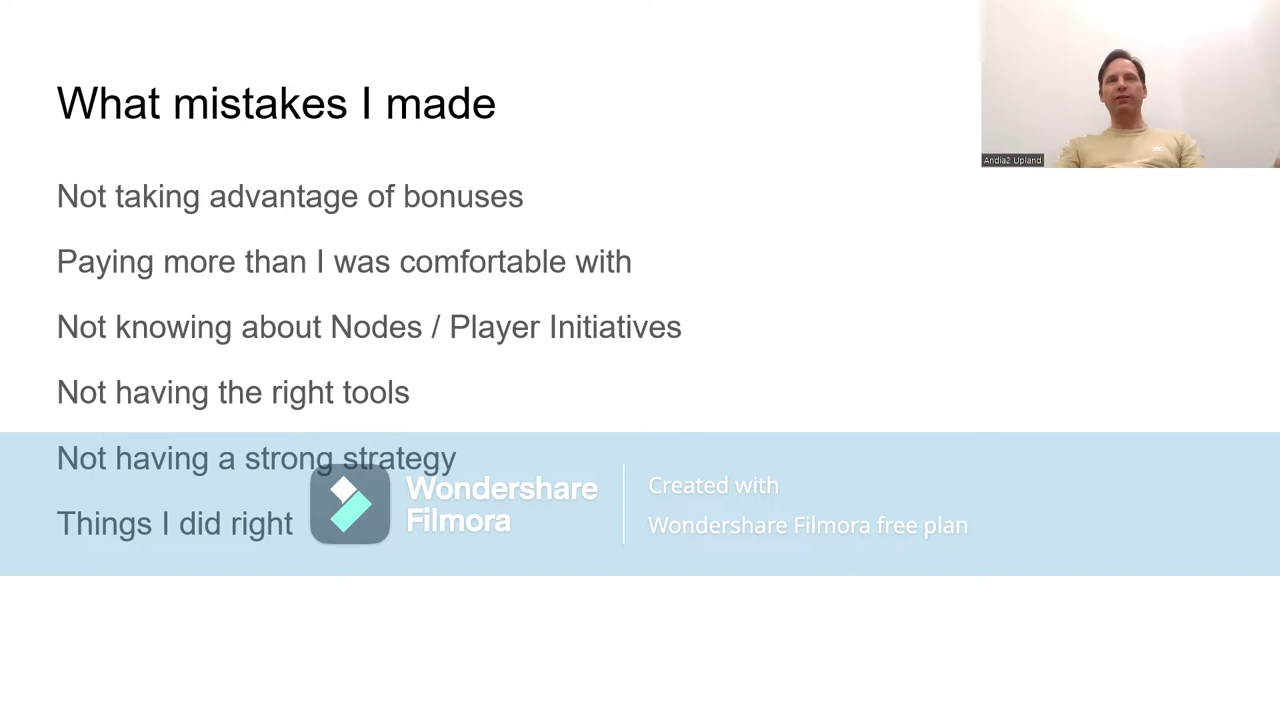 What mistakes I made
Andia2 Upland
Not taking advantage of bonuses
Paying more than I was comfortable with
Not knowing about Nodes / Player Initiatives
Not having the right tools
Not having a strong strategy
Things I did right
Wondershare
Filmora
Created with
Wondershare Filmora free plan